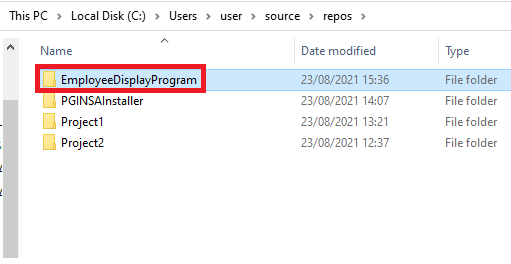 This PC > Local Disk (C:) > Users > user > source > repos >
Name Date modified Type
EmployeeDisplayProgram 23/08/2021 15:36 File folder
PGINSAInstaller 23/08/2021 14:07 File folder
Project1 23/08/2021 13:21 File folder
Project2 23/08/2021 12:37 File folder